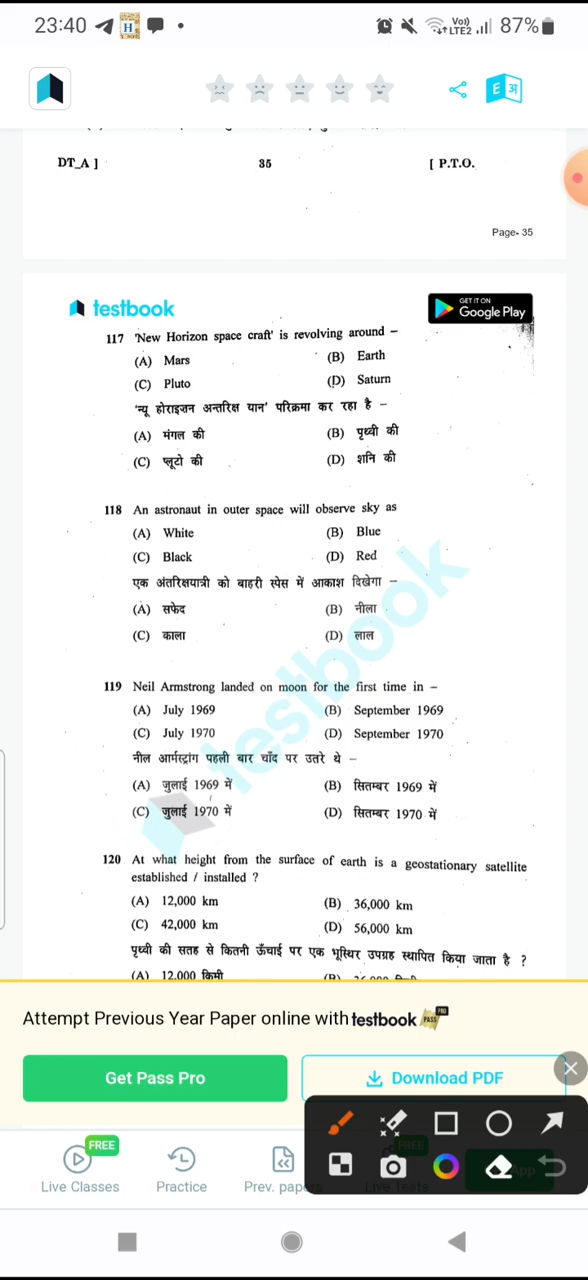 23:40
Vo)) LTE2 87%
E अ
DT_A ] 35 [ P.T.O.
Page- 35
testbook
GET IT ON Google Play
117 'New Horizon space craft' is revolving around –
(A) Mars (B) Earth
(C) Pluto (D) Saturn
'न्यू होराइजन अन्तरिक्ष यान' परिक्रमा कर रहा है –
(A) मंगल की (B) पृथ्वी की
(C) प्लूटो की (D) शनि की
118 An astronaut in outer space will observe sky as
(A) White (B) Blue
(C) Black (D) Red
एक अंतरिक्षयात्री को बाहरी स्पेस में आकाश दिखेगा –
(A) सफेद (B) नीला
(C) काला (D) लाल
testbook
119 Neil Armstrong landed on moon for the first time in –
(A) July 1969 (B) September 1969
(C) July 1970 (D) September 1970
नील आर्मस्ट्रांग पहली बार चाँद पर उतरे थे –
(A) जुलाई 1969 में (B) सितम्बर 1969 में
(C) जुलाई 1970 में (D) सितम्बर 1970 में
120 At what height from the surface of earth is a geostationary satellite
established / installed ?
(A) 12,000 km (B) 36,000 km
(C) 42,000 km (D) 56,000 km
पृथ्वी की सतह से कितनी ऊँचाई पर एक भूस्थिर उपग्रह स्थापित किया जाता है ?
(A) 12,000 किमी
Attempt Previous Year Paper online with testbook PASS PRO
Get Pass Pro Download PDF
FREE
Live Classes Practice Prev. pape